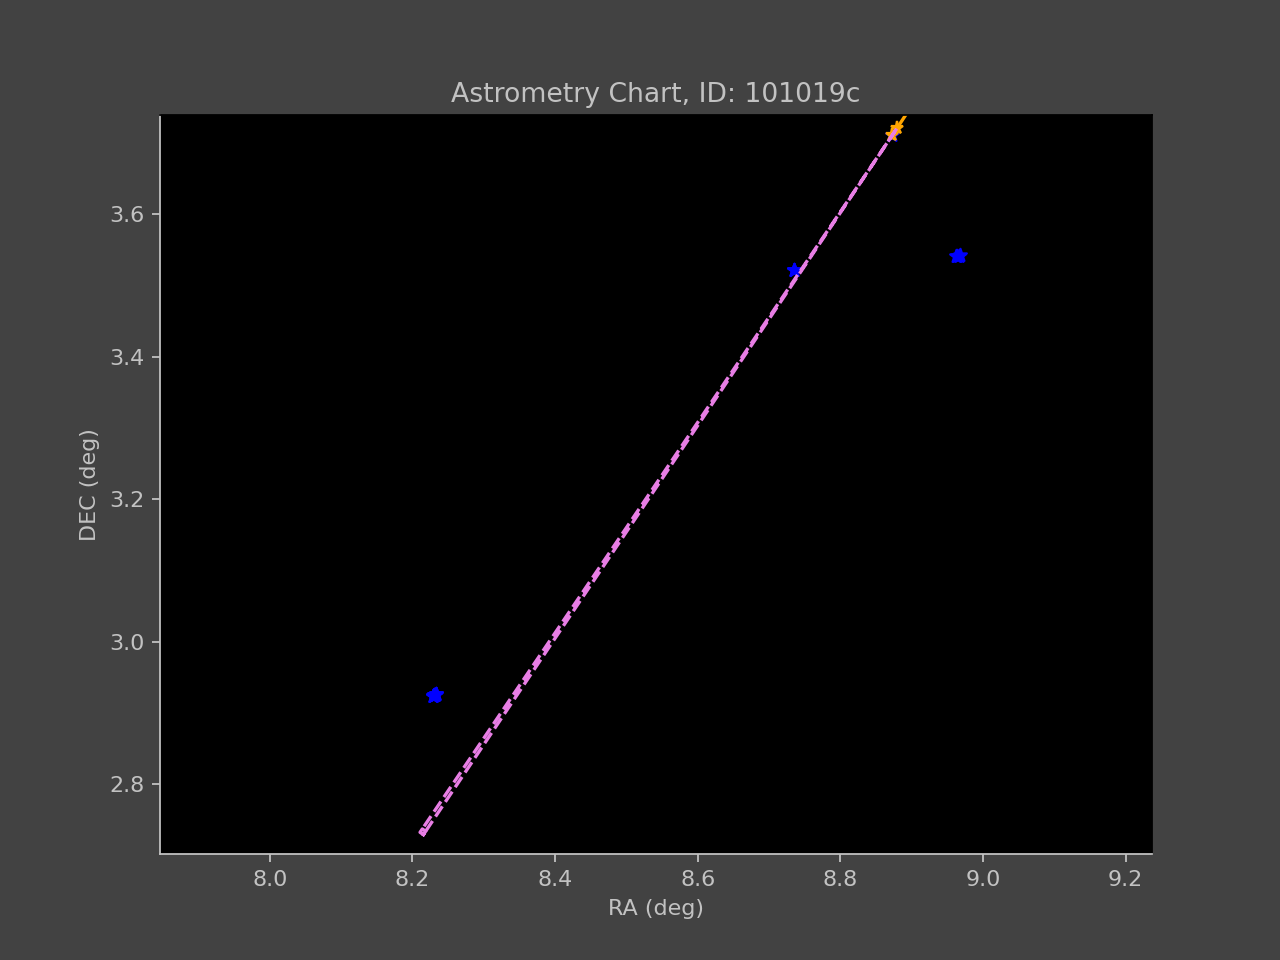 Astrometry Chart, ID: 101019c
DEC (deg)
3.6
3.4
3.2
3.0
2.8
8.0 8.2 8.4 8.6 8.8 9.0 9.2
RA (deg)